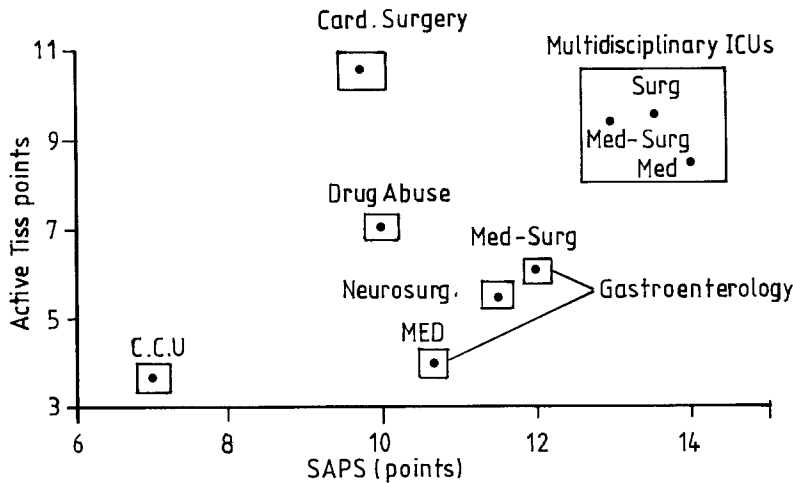 Card. Surgery
11
Multidisciplinary ICUs
Surg
9
Med-Surg
Med
Active Tiss points
Drug Abuse
7
Med-Surg
Neurosurg.
Gastroenterology
5
MED
C.C.U
3
6 8 10 12 14
SAPS (points)